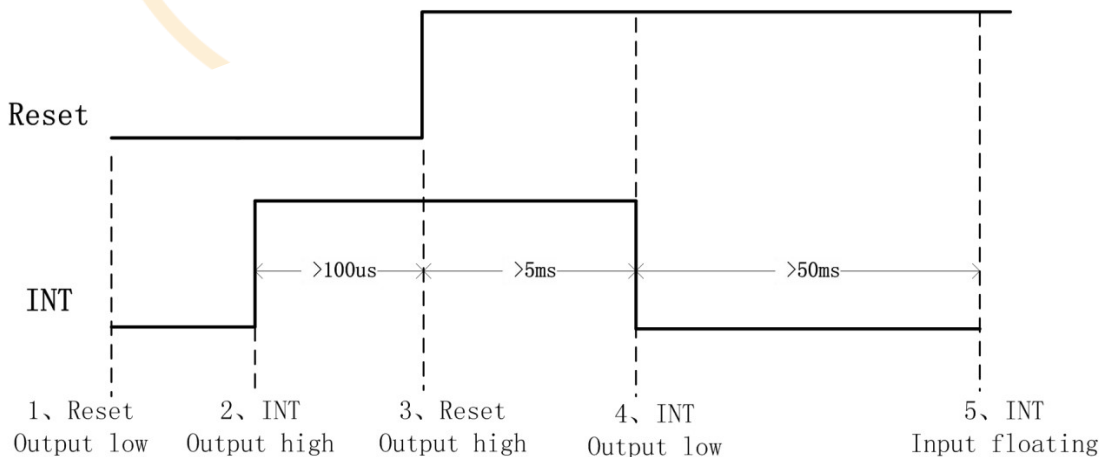 Reset
>100us
>5ms
>50ms
INT
1、Reset
Output low
2、INT
Output high
3、Reset
Output high
4、INT
Output low
5、INT
Input floating